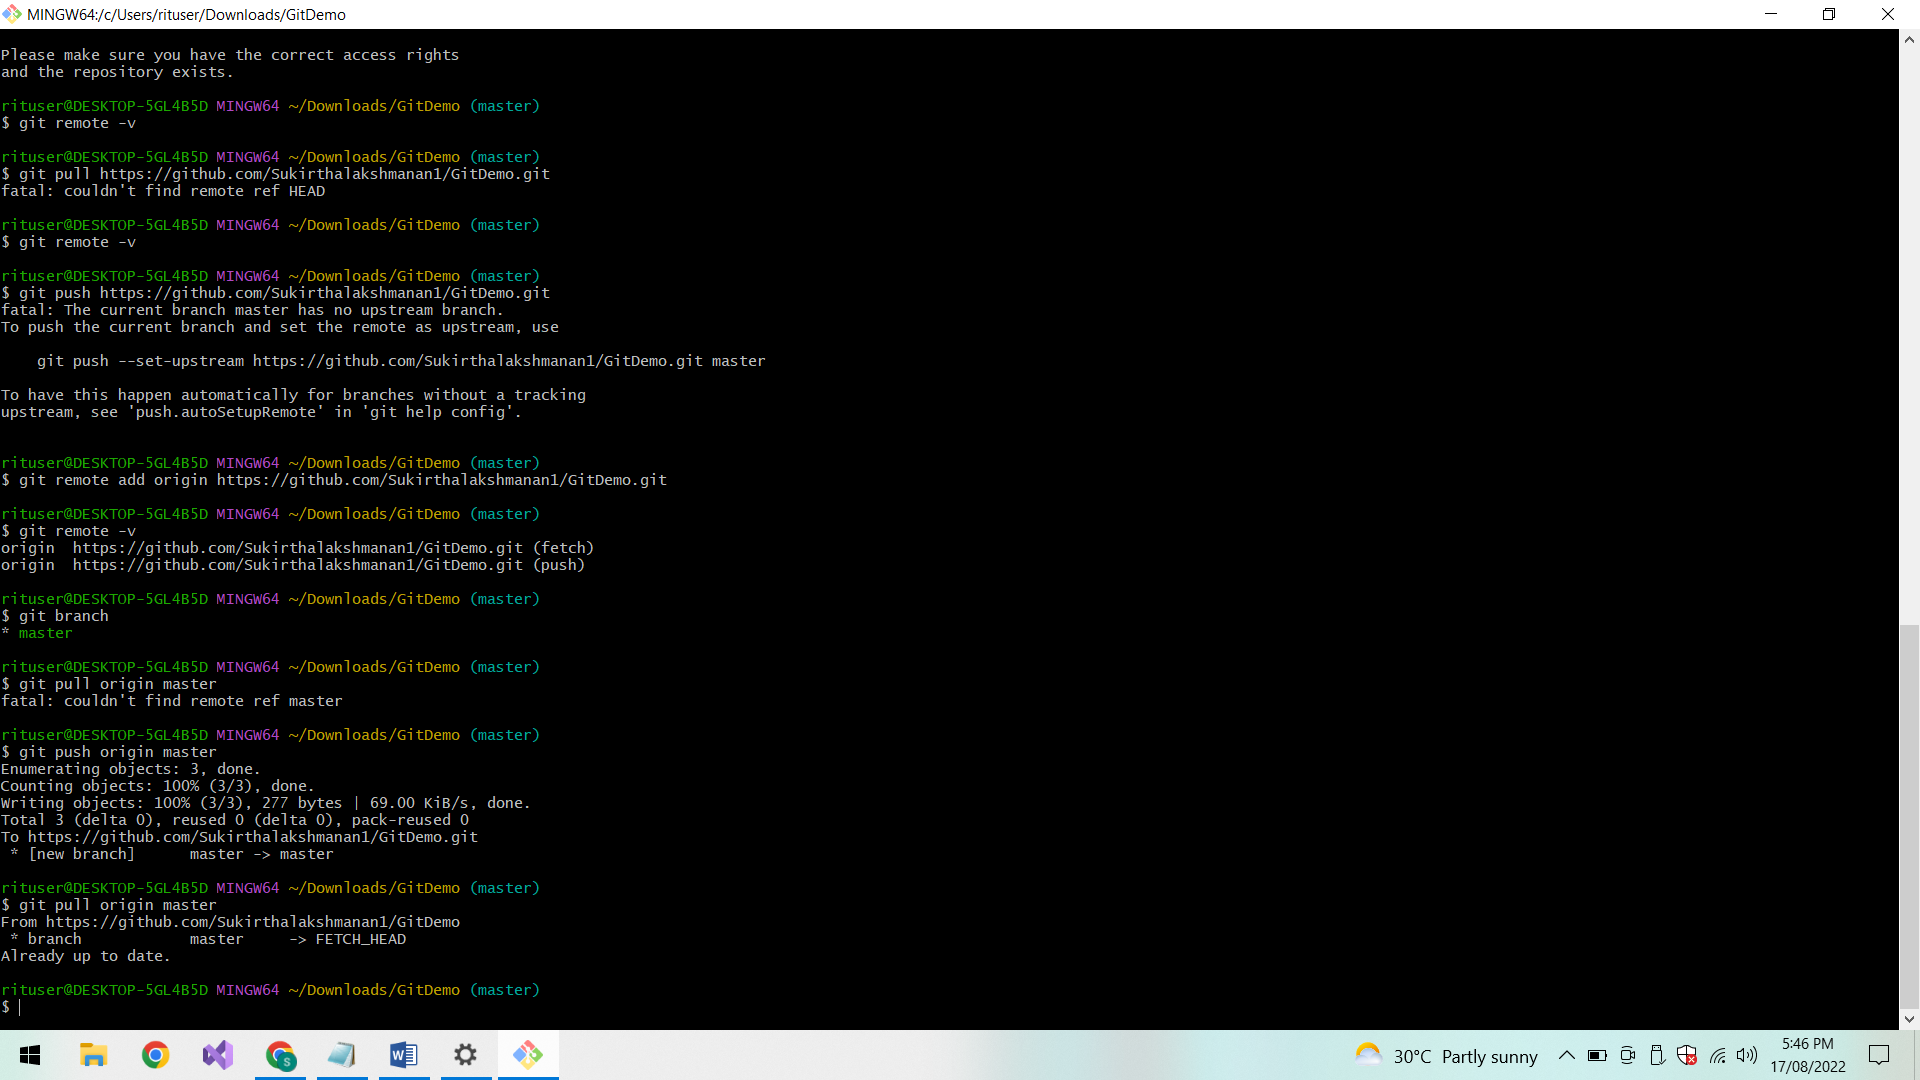 MINGW64:/c/Users/rituser/Downloads/GitDemo
Please make sure you have the correct access rights
and the repository exists.
rituser@DESKTOP-5GL4B5D MINGW64 ~/Downloads/GitDemo (master)
$ git remote -v
rituser@DESKTOP-5GL4B5D MINGW64 ~/Downloads/GitDemo (master)
$ git pull https://github.com/Sukirthalakshmanan1/GitDemo.git
fatal: couldn't find remote ref HEAD
rituser@DESKTOP-5GL4B5D MINGW64 ~/Downloads/GitDemo (master)
$ git remote -v
rituser@DESKTOP-5GL4B5D MINGW64 ~/Downloads/GitDemo (master)
$ git push https://github.com/Sukirthalakshmanan1/GitDemo.git
fatal: The current branch master has no upstream branch.
To push the current branch and set the remote as upstream, use
git push --set-upstream https://github.com/Sukirthalakshmanan1/GitDemo.git master
To have this happen automatically for branches without a tracking
upstream, see 'push.autoSetupRemote' in 'git help config'.
rituser@DESKTOP-5GL4B5D MINGW64 ~/Downloads/GitDemo (master)
$ git remote add origin https://github.com/Sukirthalakshmanan1/GitDemo.git
rituser@DESKTOP-5GL4B5D MINGW64 ~/Downloads/GitDemo (master)
$ git remote -v
origin  https://github.com/Sukirthalakshmanan1/GitDemo.git (fetch)
origin  https://github.com/Sukirthalakshmanan1/GitDemo.git (push)
rituser@DESKTOP-5GL4B5D MINGW64 ~/Downloads/GitDemo (master)
$ git branch
* master
rituser@DESKTOP-5GL4B5D MINGW64 ~/Downloads/GitDemo (master)
$ git pull origin master
fatal: couldn't find remote ref master
rituser@DESKTOP-5GL4B5D MINGW64 ~/Downloads/GitDemo (master)
$ git push origin master
Enumerating objects: 3, done.
Counting objects: 100% (3/3), done.
Writing objects: 100% (3/3), 277 bytes | 69.00 KiB/s, done.
Total 3 (delta 0), reused 0 (delta 0), pack-reused 0
To https://github.com/Sukirthalakshmanan1/GitDemo.git
* [new branch]      master -> master
rituser@DESKTOP-5GL4B5D MINGW64 ~/Downloads/GitDemo (master)
$ git pull origin master
From https://github.com/Sukirthalakshmanan1/GitDemo
* branch            master     -> FETCH_HEAD
Already up to date.
rituser@DESKTOP-5GL4B5D MINGW64 ~/Downloads/GitDemo (master)
$
S
W
30°C Partly sunny
5:46 PM
17/08/2022